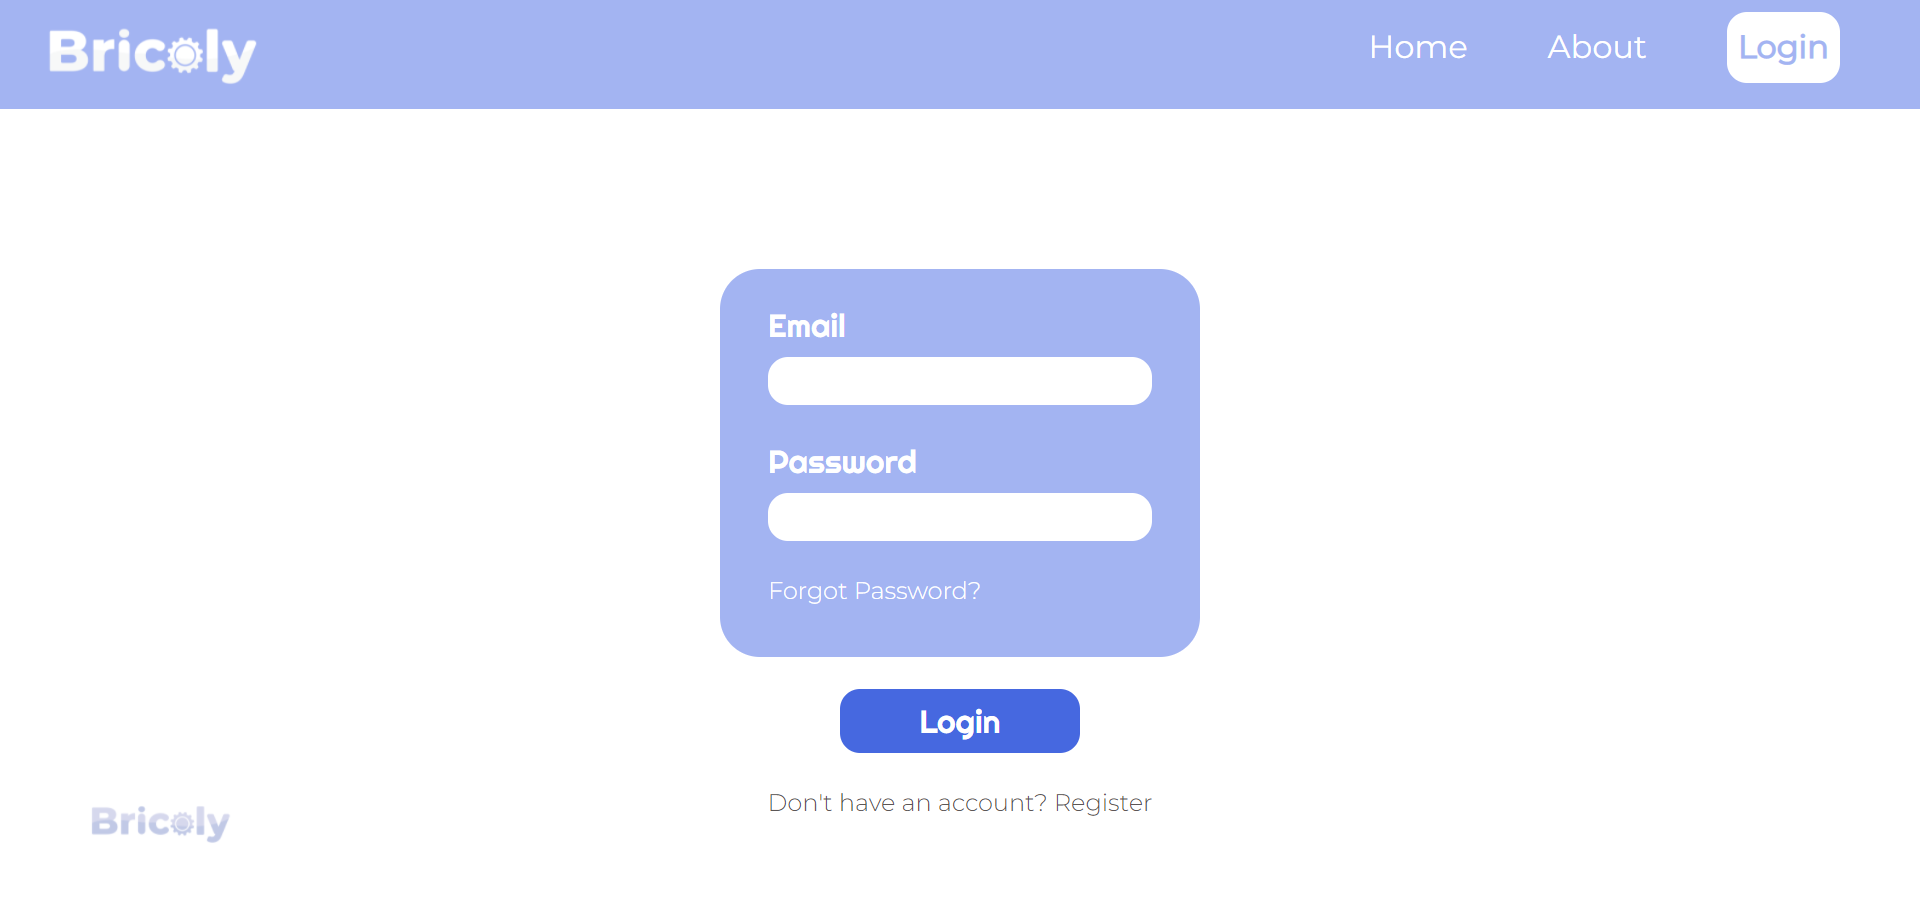 Bricoly
Home
About
Login
Email
Password
Forgot Password?
Login
Don't have an account? Register
Bricoly